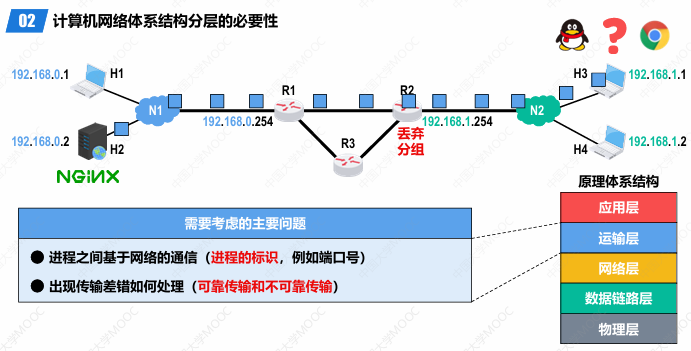 02 计算机网络体系结构分层的必要性
192.168.0.1 H1
N1
R1
R2
N2
H3
192.168.1.1
192.168.0.254
192.168.1.254
丢弃
分组
192.168.0.2
H2
R3
H4
192.168.1.2
NGINX
需要考虑的主要问题
● 进程之间基于网络的通信（进程的标识，例如端口号）
● 出现传输差错如何处理（可靠传输和不可靠传输）
原理体系结构
应用层
运输层
网络层
数据链路层
物理层
?